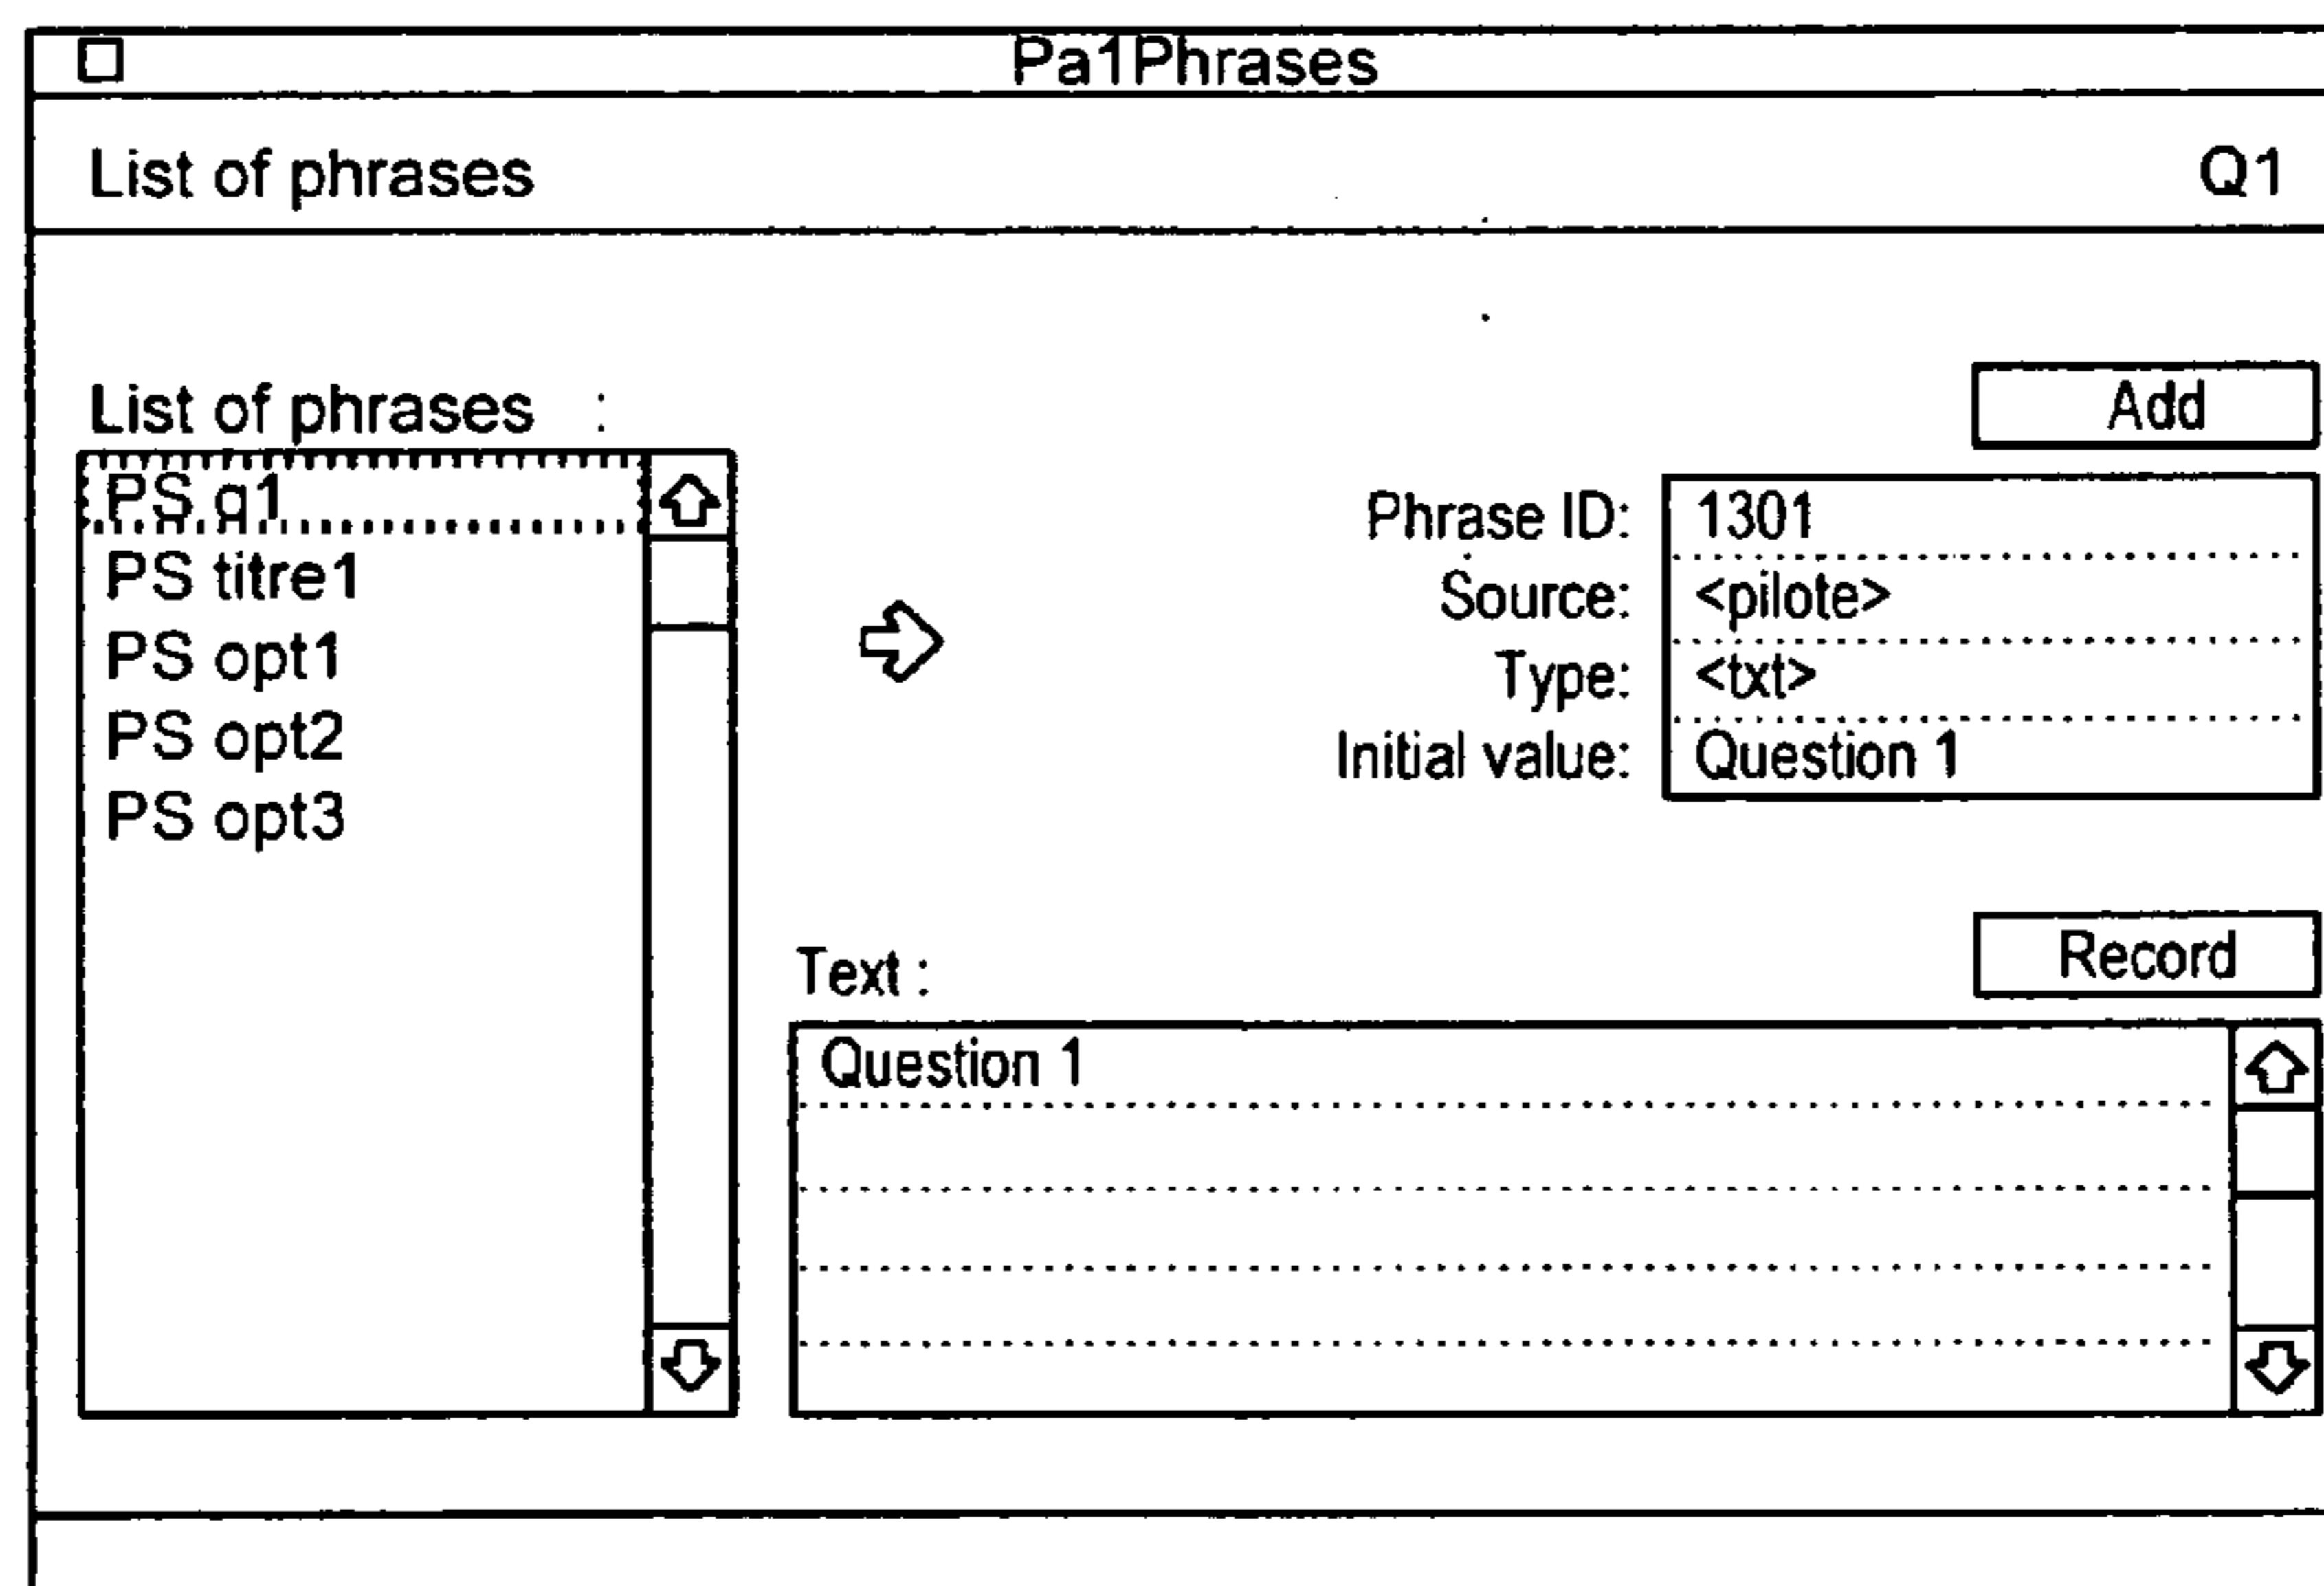 Pa1Phrases
List of phrases Q1
List of phrases :
Add
PS q1
PS titre1
PS opt1
PS opt2
PS opt3
Phrase ID: 1301
Source: <pilote>
Type: <txt>
Initial value: Question 1
Record
Text :
Question 1